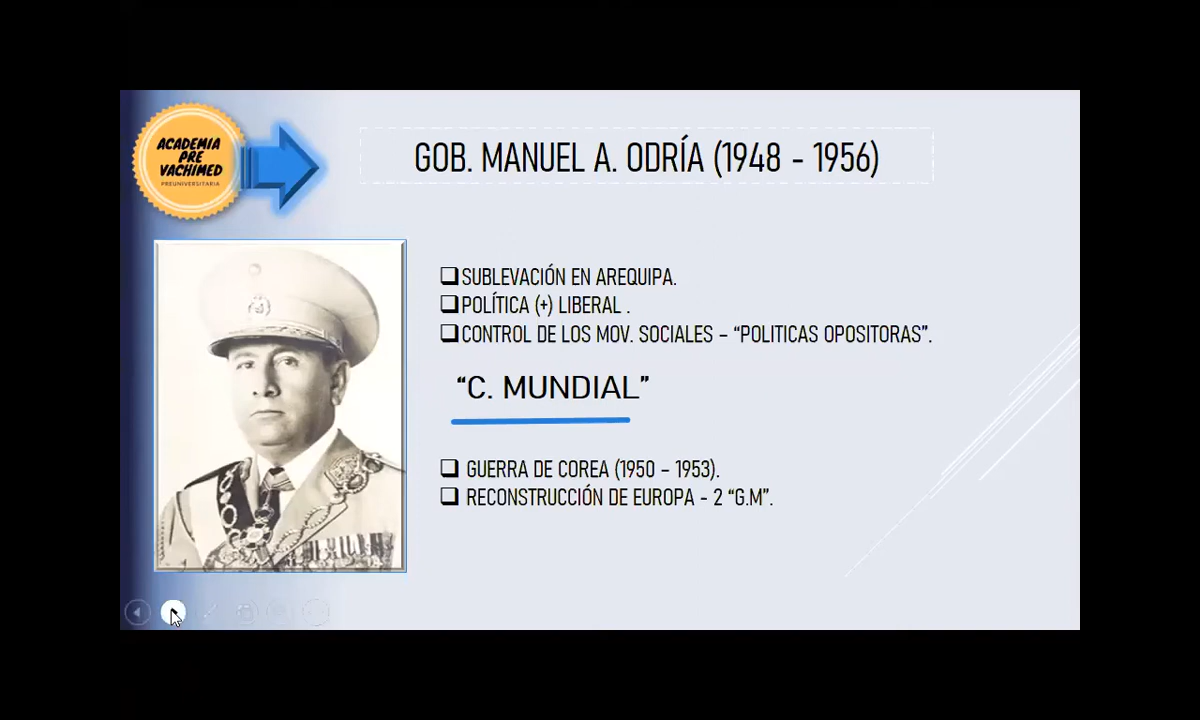 ACADEMIA
PRE
VACHIMED
PREUNIVERSITARIA
GOB. MANUEL A. ODRÍA (1948 - 1956)
SUBLEVACIÓN EN AREQUIPA.
POLÍTICA (+) LIBERAL .
CONTROL DE LOS MOV. SOCIALES – “POLITICAS OPOSITORAS”.
“C. MUNDIAL”
GUERRA DE COREA (1950 – 1953).
RECONSTRUCCIÓN DE EUROPA - 2 “G.M”.